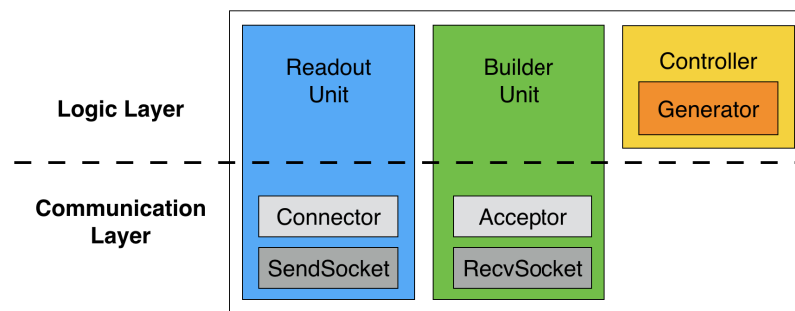 Readout
Unit
Builder
Unit
Controller
Generator
Logic Layer
Communication
Layer
Connector
Acceptor
SendSocket
RecvSocket